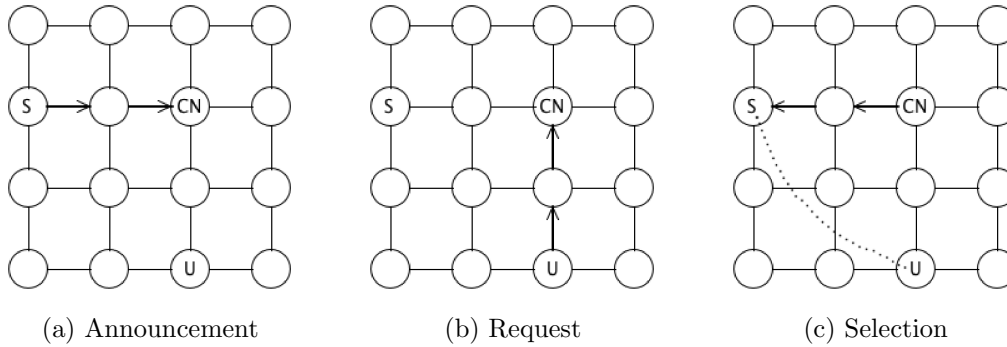 S CN S CN S CN
U U U
(a) Announcement (b) Request (c) Selection